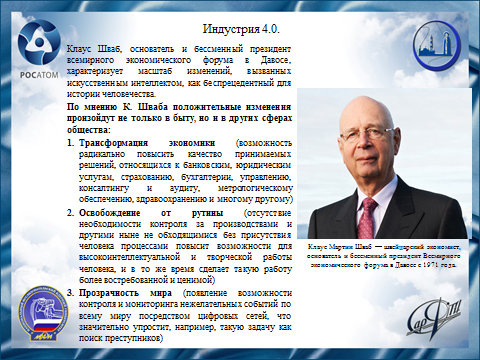 Индустрия 4.0.
РОСАТОМ
Клаус Шваб, основатель и бессменный президент
всемирного экономического форума в Давосе,
характеризует масштаб изменений, вызванных
искусственным интеллектом, как беспрецедентный для
истории человечества.
По мнению К. Шваба положительные изменения
произойдут не только в быту, но и в других сферах
общества:
1. Трансформация экономики (возможность
радикально повысить качество принимаемых
решений, относящихся к банковским, юридическим
услугам, страхованию, бухгалтерии, управлению,
консалтингу и аудиту, метрологическому
обеспечению, здравоохранению и многому другому)
2. Освобождение от рутины (отсутствие
необходимости контроля за производствами и
другими ныне не обходящимися без присутствия
человека процессами повысит возможности для
высокоинтеллектуальной и творческой работы
человека, и в то же время сделает такую работу
более востребованной и ценимой)
3. Прозрачность мира (появление возможности
контроля и мониторинга нежелательных событий по
всему миру посредством цифровых сетей, что
значительно упростит, например, такую задачу как
поиск преступников)
Клаус Мартин Шваб — швейцарский экономист,
основатель и бессменный президент Всемирного
экономического форума в Давосе с 1971 года.